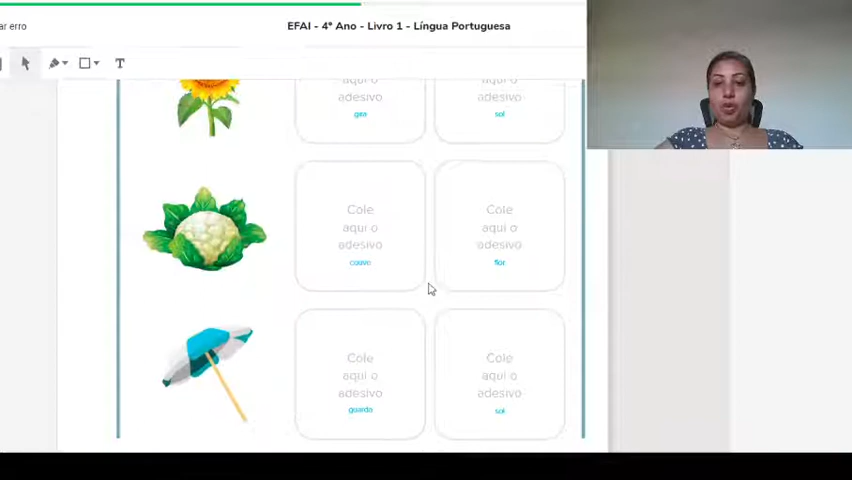 ar erro
EFAI - 4º Ano - Livro 1 - Língua Portuguesa
T
Cole
aqui o
adesivo
gira
aqui o
adesivo
sol
Cole
aqui o
adesivo
couve
Cole
aqui o
adesivo
flor
Cole
aqui o
adesivo
guarda
Cole
aqui o
adesivo
sol